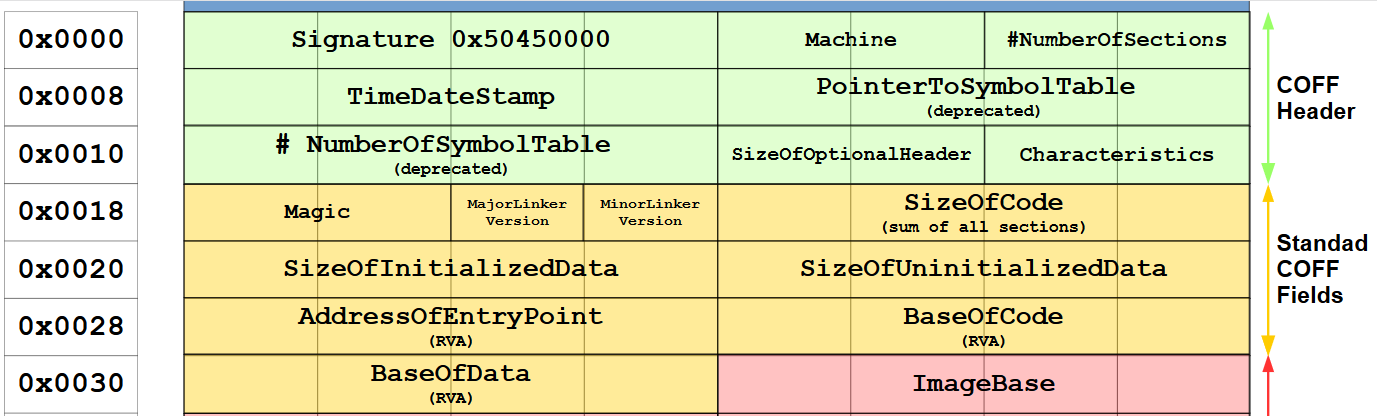 0x0000 Signature 0x50450000 Machine #NumberOfSections
0x0008 TimeDateStamp PointerToSymbolTable
(deprecated)
COFF
Header
0x0010 # NumberOfSymbolTable SizeOfOptionalHeader Characteristics
(deprecated)
0x0018 Magic MajorLinker
Version MinorLinker
Version SizeOfCode
(sum of all sections)
0x0020 SizeOfInitializedData SizeOfUninitializedData
Standad
COFF
Fields
0x0028 AddressOfEntryPoint
(RVA) BaseOfCode
(RVA)
0x0030 BaseOfData
(RVA) ImageBase